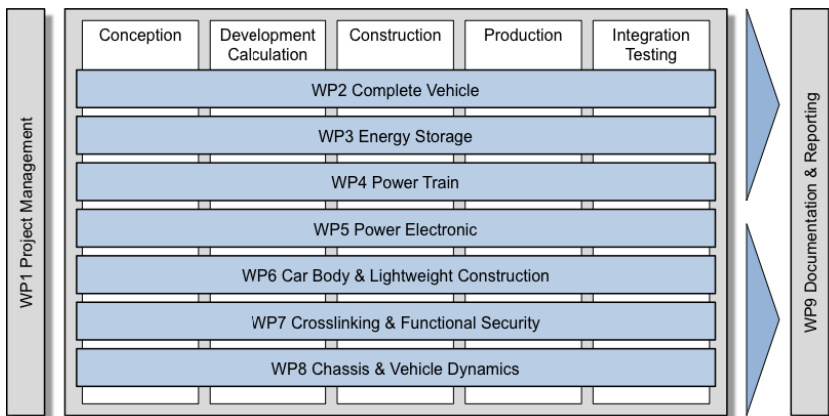 WP1 Project Management
Conception
Development
Calculation
Construction
Production
Integration
Testing
WP2 Complete Vehicle
WP3 Energy Storage
WP4 Power Train
WP5 Power Electronic
WP6 Car Body & Lightweight Construction
WP7 Crosslinking & Functional Security
WP8 Chassis & Vehicle Dynamics
WP9 Documentation & Reporting